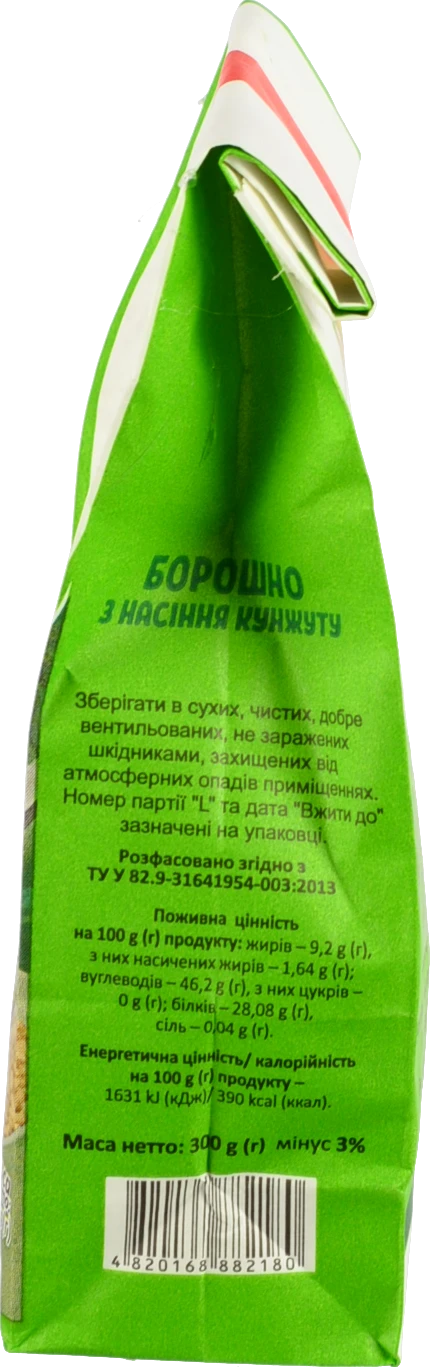 БОРОШНО
З НАСІННЯ КУНЖУТУ
Зберігати в сухих, чистих, добре
вентильованих, не заражених
шкідниками, захищених від
атмосферних опадів приміщеннях.
Номер партії "L" та дата "Вжити до"
зазначені на упаковці.
Розфасовано згідно з
ТУ У 82.9-31641954-003:2013
Поживна цінність
на 100 g (г) продукту: жирів – 9,2 g (г),
з них насичених жирів – 1,64 g (г);
вуглеводів – 46,2 g (г), з них цукрів –
0 g (г); білків – 28,08 g (г),
сіль – 0,04 g (г).
Енергетична цінність/ калорійність
на 100 g (г) продукту –
1631 kJ (кДж)/ 390 kcal (ккал).
Маса нетто: 300 g (г) мінус 3%
4 820168 882180